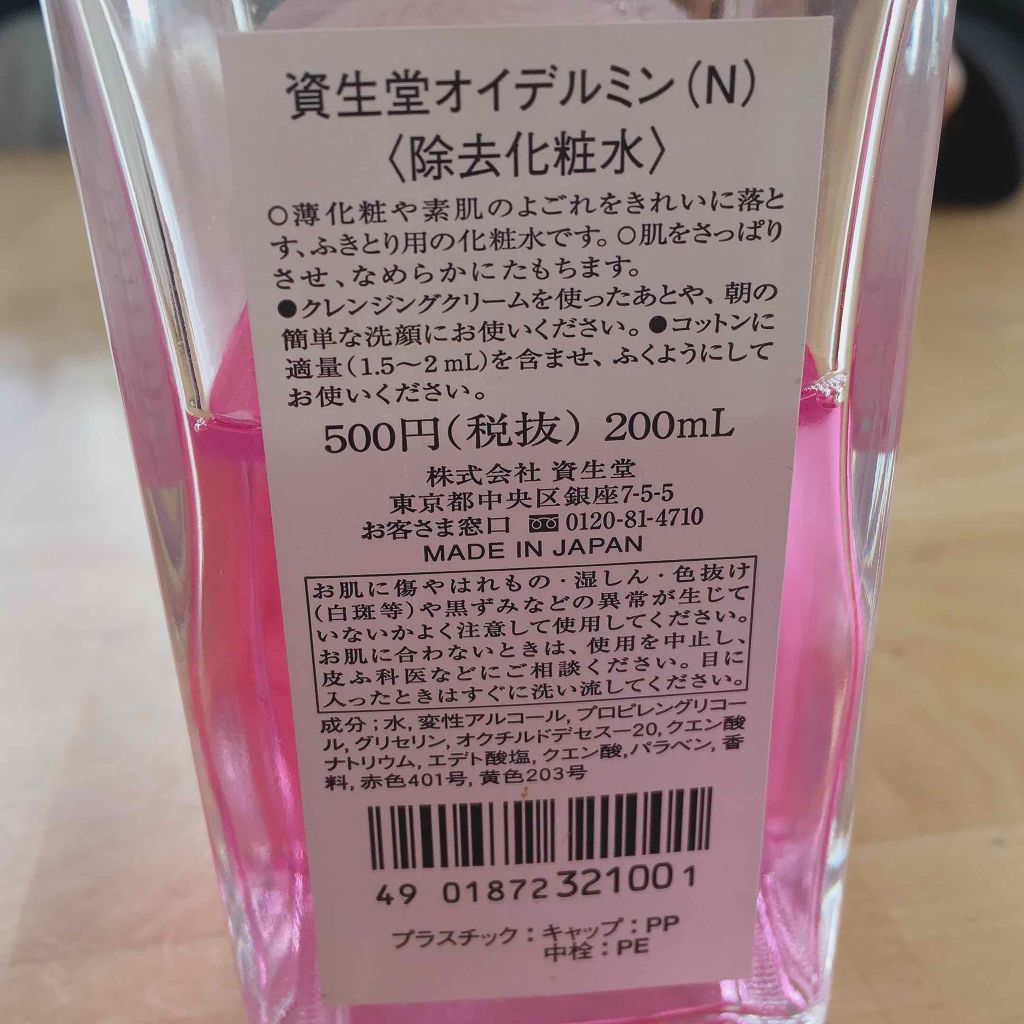 資生堂オイデルミン(N)
〈除去化粧水〉
○薄化粧や素肌のよごれをきれいに落と
す、ふきとり用の化粧水です。○肌をさっぱり
させ、なめらかにたもちます。
●クレンジングクリームを使ったあとや、朝の
簡単な洗顔にお使いください。●コットンに
適量(1.5〜2mL)を含ませ、ふくようにして
お使いください。
500円(税抜) 200mL
株式会社 資生堂
東京都中央区銀座7-5-5
お客さま窓口 0120-81-4710
MADE IN JAPAN
お肌に傷やはれもの・湿しん・色抜け
(白斑等)や黒ずみなどの異常が生じて
いないかよく注意して使用してください。
お肌に合わないときは、使用を中止し、
皮ふ科医などにご相談ください。目に
入ったときはすぐに洗い流してください。
成分;水,変性アルコール,プロピレングリコー
ル,グリセリン,オクチルドデセスー20,クエン酸
ナトリウム,エデト酸塩,クエン酸,パラベン,香
料,赤色401号,黄色203号
49 01872 321001
プラスチック:キャップ:PP
中栓:PE